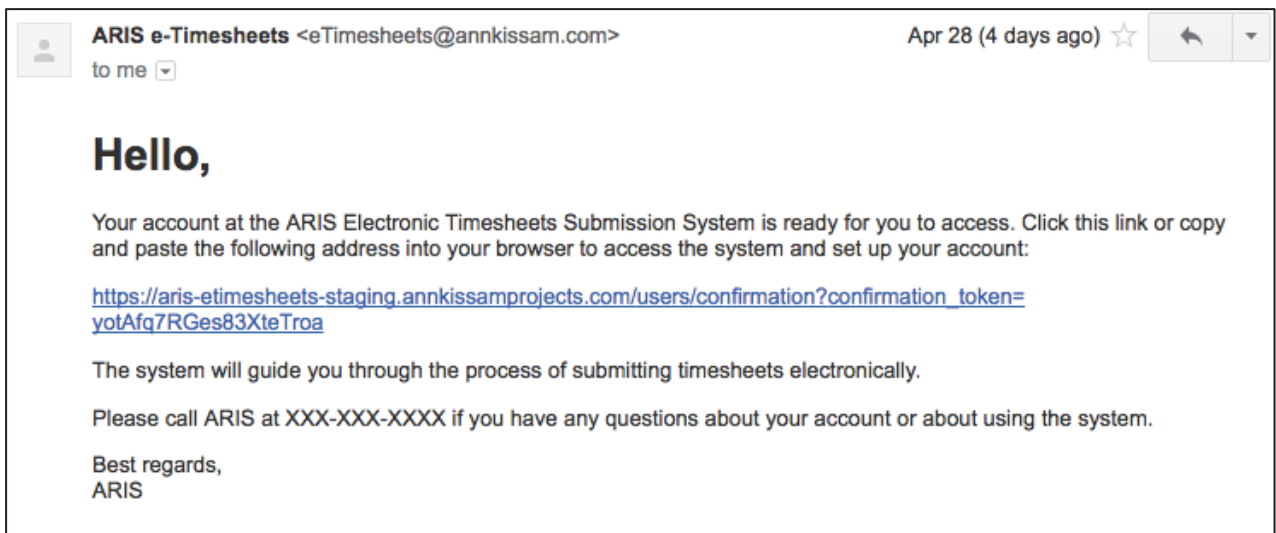 ARIS e-Timesheets <eTimesheets@annkissam.com> Apr 28 (4 days ago)
to me
Hello,
Your account at the ARIS Electronic Timesheets Submission System is ready for you to access. Click this link or copy
and paste the following address into your browser to access the system and set up your account:
https://aris-etimesheets-staging.annkissamprojects.com/users/confirmation?confirmation_token=
yotAfq7RGes83XteTroa
The system will guide you through the process of submitting timesheets electronically.
Please call ARIS at XXX-XXX-XXXX if you have any questions about your account or about using the system.
Best regards,
ARIS